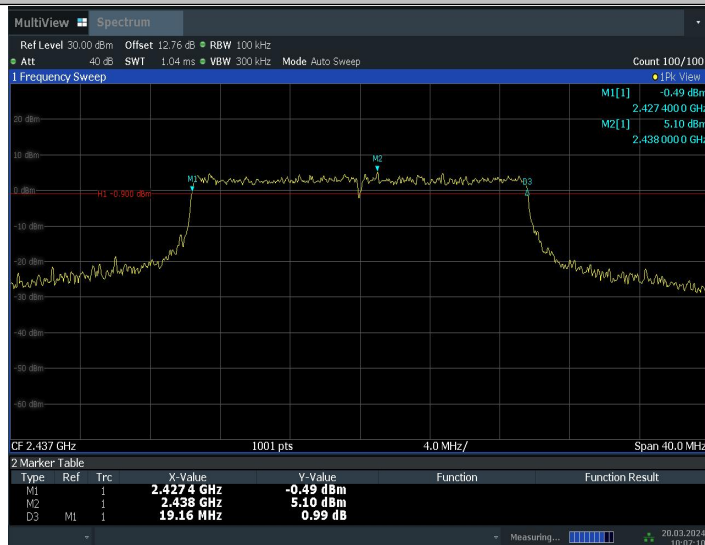 MultiView Spectrum
Ref Level 30.00 dBm Offset 12.76 dB RBW 100 kHz
Att 40 dB SWT 1.04 ms VBW 300 kHz Mode Auto Sweep Count 100/100
1 Frequency Sweep 1Pk View
M1[1] -0.49 dBm
2.427 400 0 GHz
M2[1] 5.10 dBm
2.438 000 0 GHz
20 dBm
10 dBm
M2
M1
D3
0 dBm
H1 -0.900 dBm
-10 dBm
-20 dBm
-30 dBm
-40 dBm
-50 dBm
-60 dBm
CF 2.437 GHz 1001 pts 4.0 MHz/ Span 40.0 MHz
2 Marker Table
Type Ref Trc X-Value Y-Value Function Function Result
M1 1 2.4274 GHz -0.49 dBm
M2 1 2.438 GHz 5.10 dBm
D3 M1 1 19.16 MHz 0.99 dB
Measuring... 20.03.2024
10:07:10